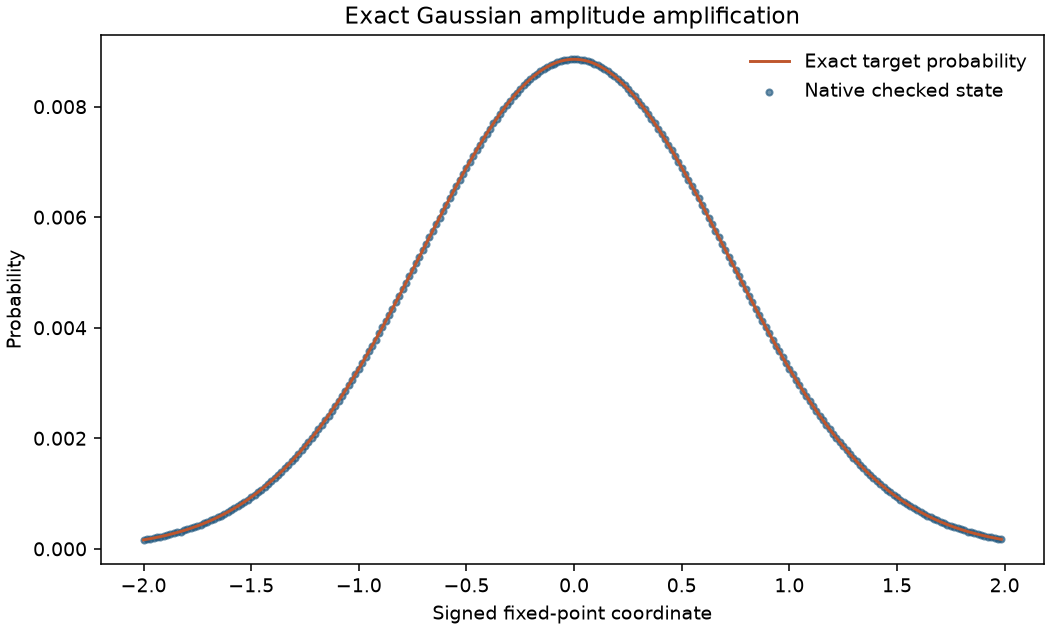 Exact Gaussian amplitude amplification
Exact target probability
Native checked state
Probability
0.008
0.006
0.004
0.002
0.000
−2.0 −1.5 −1.0 −0.5 0.0 0.5 1.0 1.5 2.0
Signed fixed-point coordinate